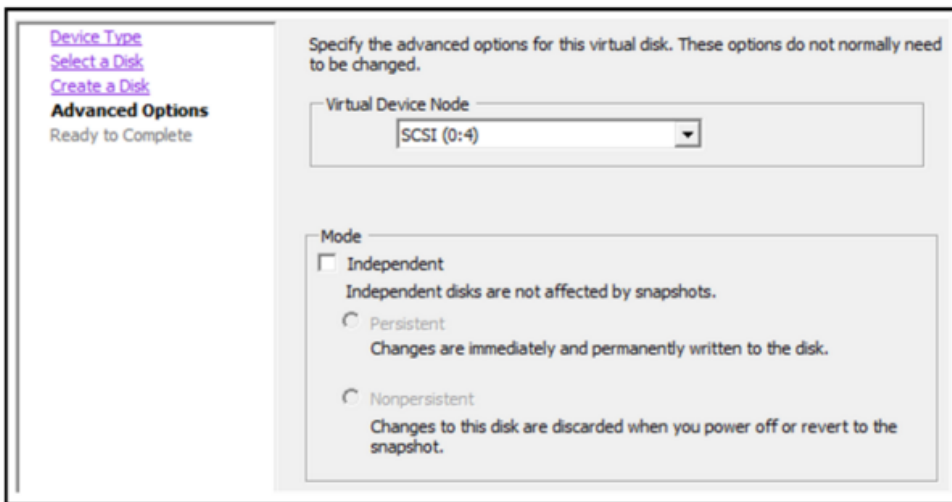 Device Type
Select a Disk
Create a Disk
Advanced Options
Ready to Complete
Specify the advanced options for this virtual disk. These options do not normally need
to be changed.
Virtual Device Node
SCSI (0:4)
Mode
Independent
Independent disks are not affected by snapshots.
Persistent
Changes are immediately and permanently written to the disk.
Nonpersistent
Changes to this disk are discarded when you power off or revert to the
snapshot.